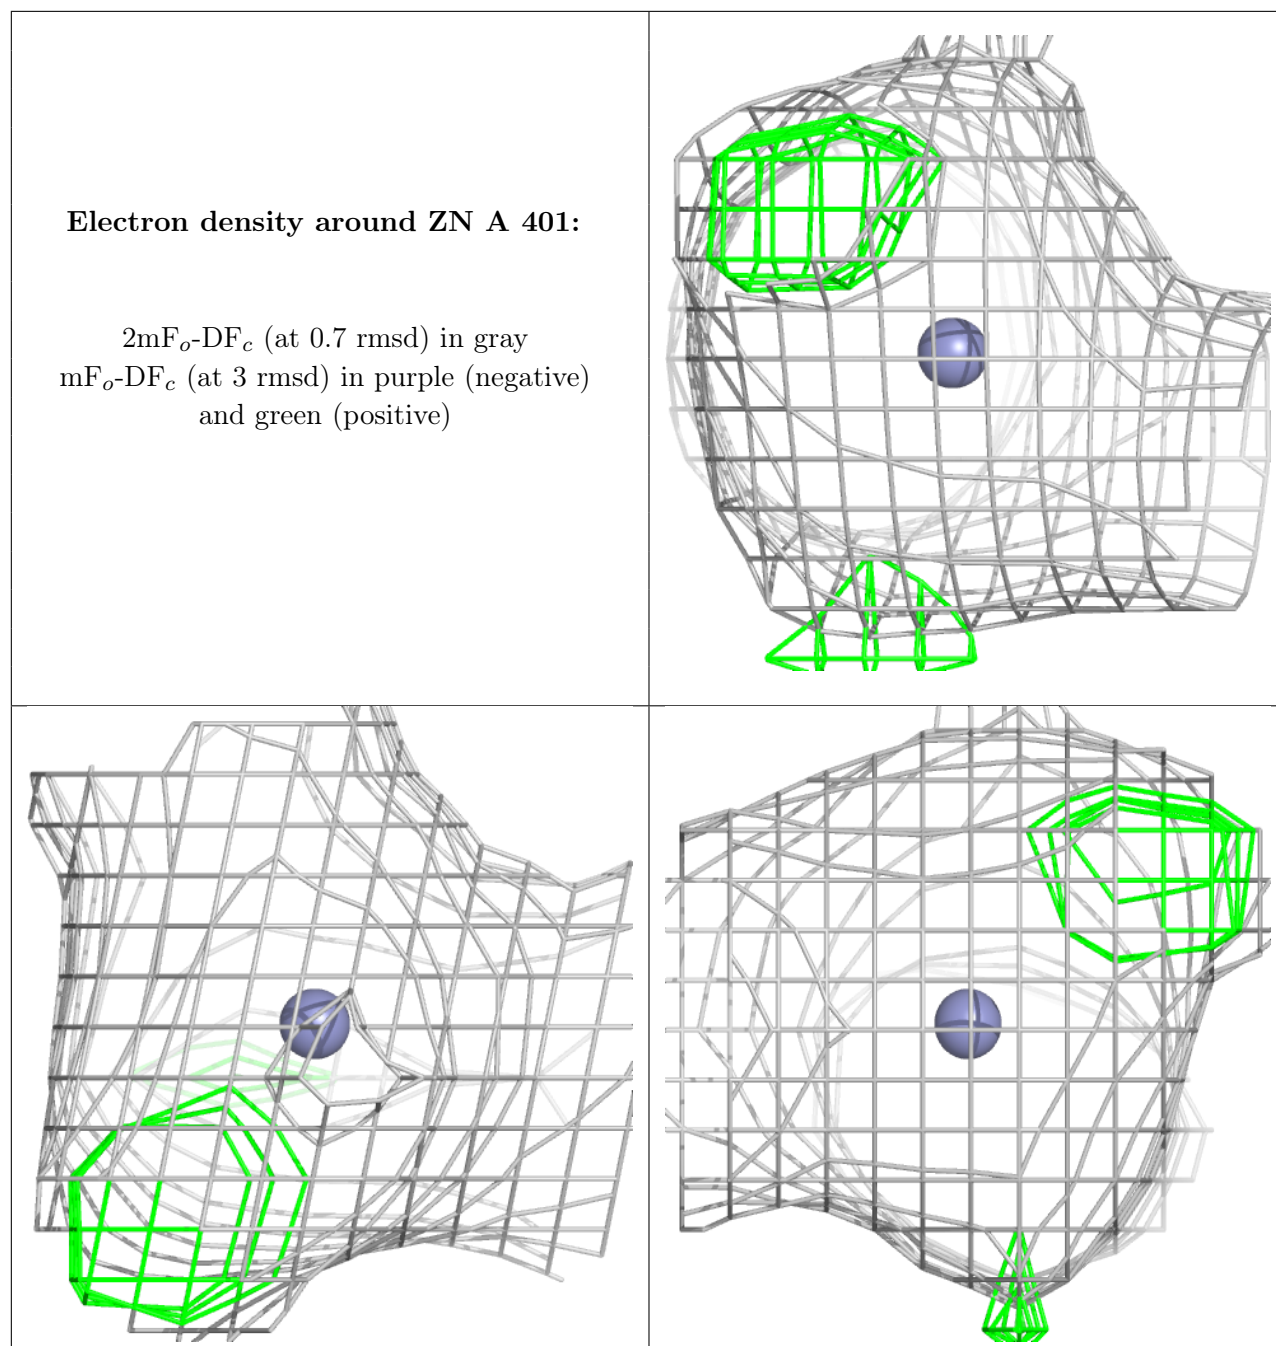 Electron density around ZN A 401:
2mFo-DFc (at 0.7 rmsd) in gray
mFo-DFc (at 3 rmsd) in purple (negative)
and green (positive)